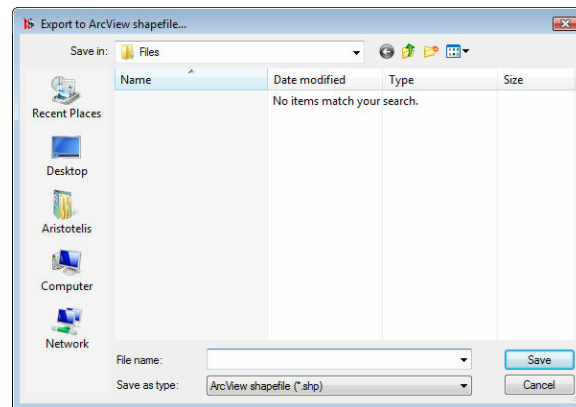 Export to ArcView shapefile...
Save in: Files
Name Date modified Type Size
No items match your search.
Recent Places
Desktop
Aristotelis
Computer
Network
File name: Save
Save as type: ArcView shapefile (*.shp) Cancel